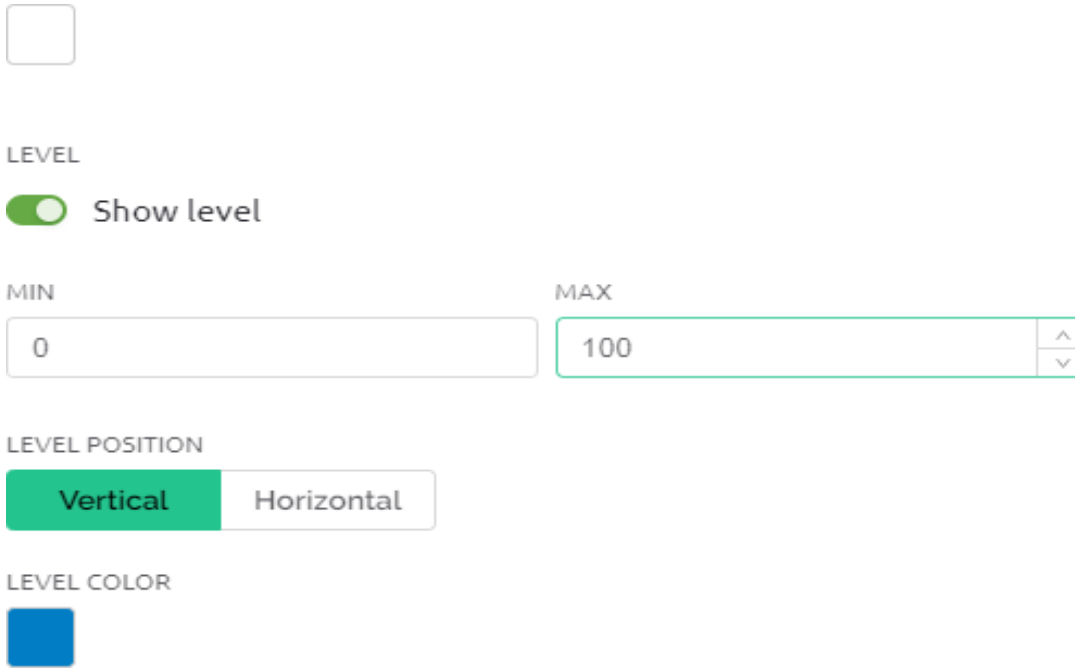 LEVEL
Show level
MIN MAX
0 100
LEVEL POSITION
Vertical Horizontal
LEVEL COLOR